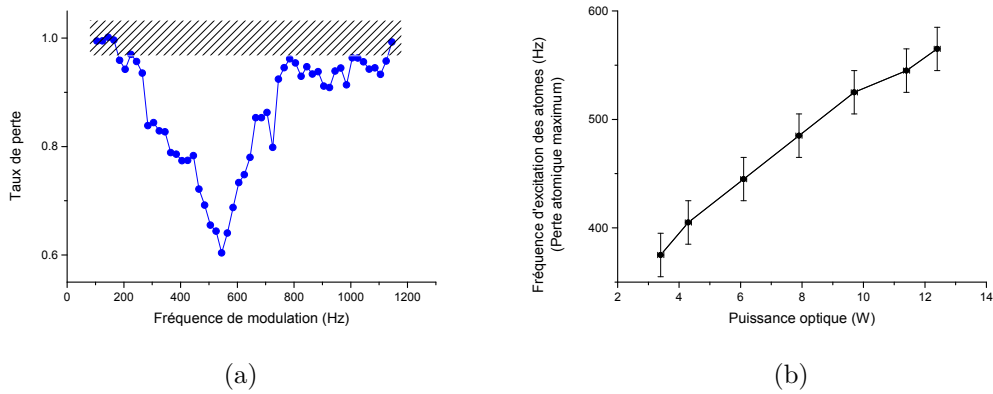 1.0
0.8
0.6
Taux de perte
0
200
400
600
800
1000
1200
Fréquence de modulation (Hz)
(a)
600
500
400
Fréquence d'excitation des atomes (Hz)
(Perte atomique maximum)
2
4
6
8
10
12
14
Puissance optique (W)
(b)